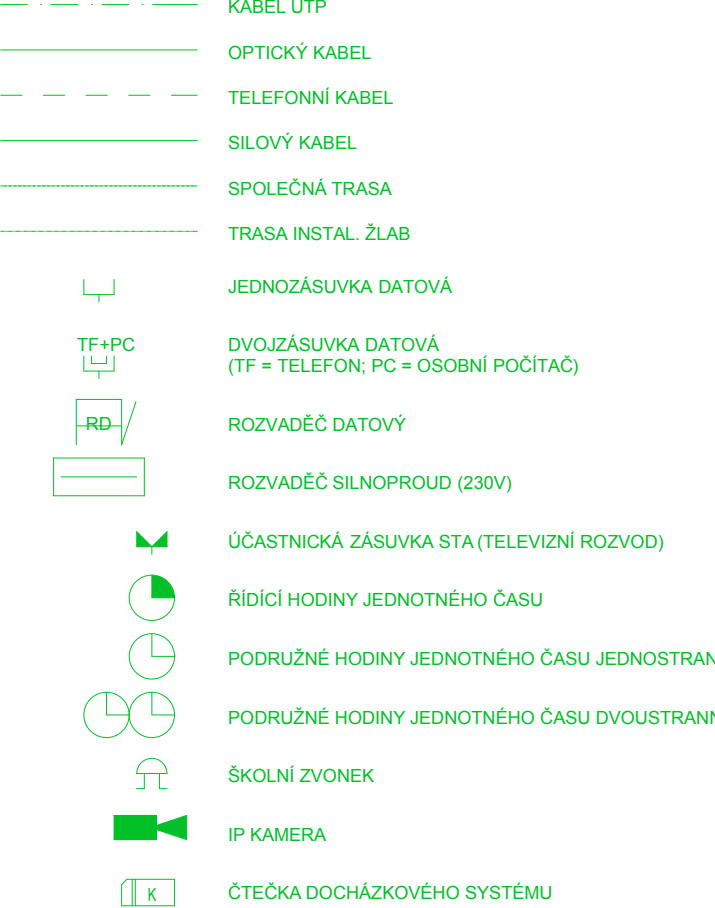 KABEL UTP
OPTICKÝ KABEL
TELEFONNÍ KABEL
SILOVÝ KABEL
SPOLEČNÁ TRASA
TRASA INSTAL. ŽLAB
JEDNOZÁSUVKA DATOVÁ
TF+PC DVOJZÁSUVKA DATOVÁ
(TF = TELEFON; PC = OSOBNÍ POČÍTAČ)
RD ROZVADĚČ DATOVÝ
ROZVADĚČ SILNOPROUD (230V)
ÚČASTNICKÁ ZÁSUVKA STA (TELEVIZNÍ ROZVOD)
ŘÍDÍCÍ HODINY JEDNOTNÉHO ČASU
PODRUŽNÉ HODINY JEDNOTNÉHO ČASU JEDNOSTRAN
PODRUŽNÉ HODINY JEDNOTNÉHO ČASU DVOUSTRANN
ŠKOLNÍ ZVONEK
IP KAMERA
K ČTEČKA DOCHÁZKOVÉHO SYSTÉMU